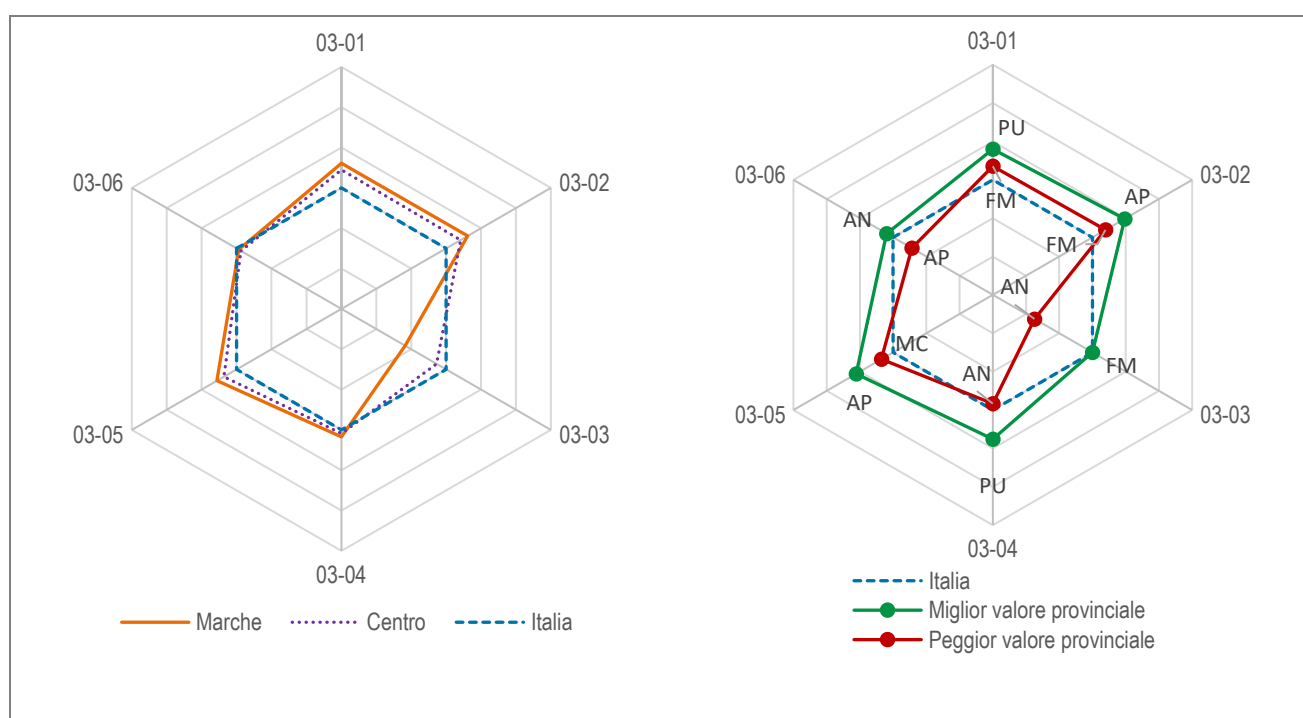 03-01
03-06
03-02
03-05
03-03
03-04
Marche
Centro
Italia
03-01
PU
03-06
03-02
AN
AP
FM
FM
AP
AN
MC
FM
AN
AP
03-05
03-03
PU
03-04
Italia
Miglior valore provinciale
Peggior valore provinciale